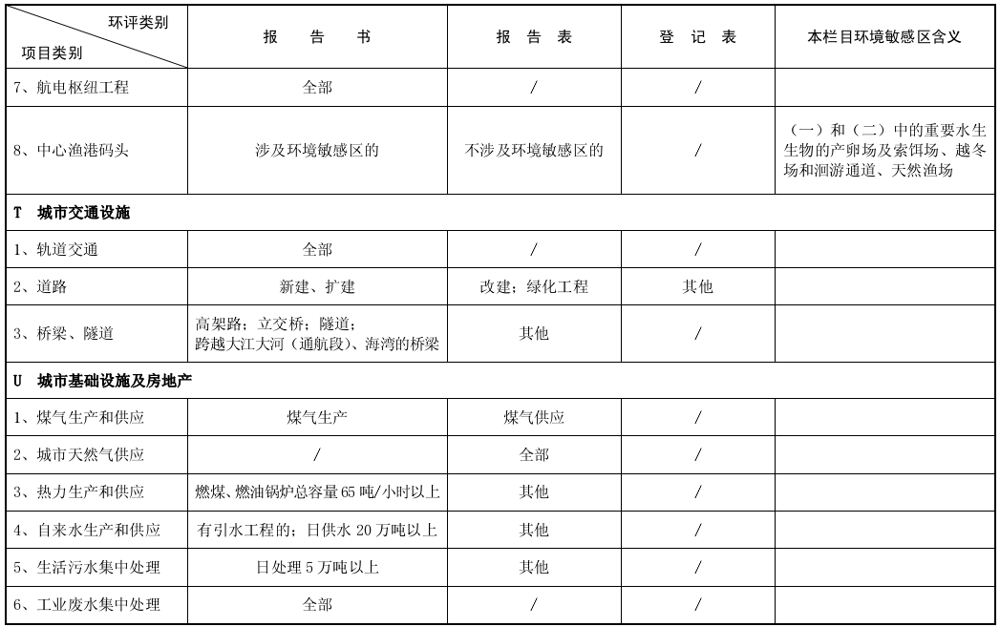 环评类别
项目类别
报 告 书
报 告 表
登 记 表
本栏目环境敏感区含义
7、航电枢纽工程
全部
/
/
8、中心渔港码头
涉及环境敏感区的
不涉及环境敏感区的
/
（一）和（二）中的重要水生
生物的产卵场及索饵场、越冬
场和洄游通道、天然渔场
T 城市交通设施
1、轨道交通
全部
/
/
2、道路
新建、扩建
改建；绿化工程
其他
3、桥梁、隧道
高架路；立交桥；隧道；
跨越大江大河（通航段）、海湾的桥梁
其他
/
U 城市基础设施及房地产
1、煤气生产和供应
煤气生产
煤气供应
/
2、城市天然气供应
/
全部
/
3、热力生产和供应
燃煤、燃油锅炉总容量65吨/小时以上
其他
/
4、自来水生产和供应
有引水工程的；日供水20万吨以上
其他
/
5、生活污水集中处理
日处理5万吨以上
其他
/
6、工业废水集中处理
全部
/
/